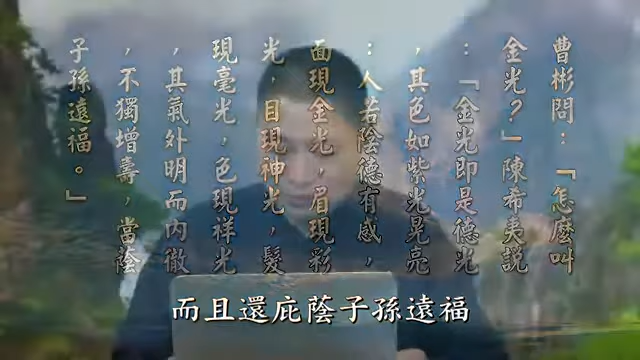 曹彬問：「怎麼叫
金光？」陳希夷說
：「金光即是德光
，其色如紫光晃亮
：人若陰德有感，
面現金光，眉現彩
光，目現神光，髮
現毫光，色現祥光
，其氣外明而內徹
，不獨增壽，當蔭
子孫遠福。」
而且還庇蔭子孫遠福